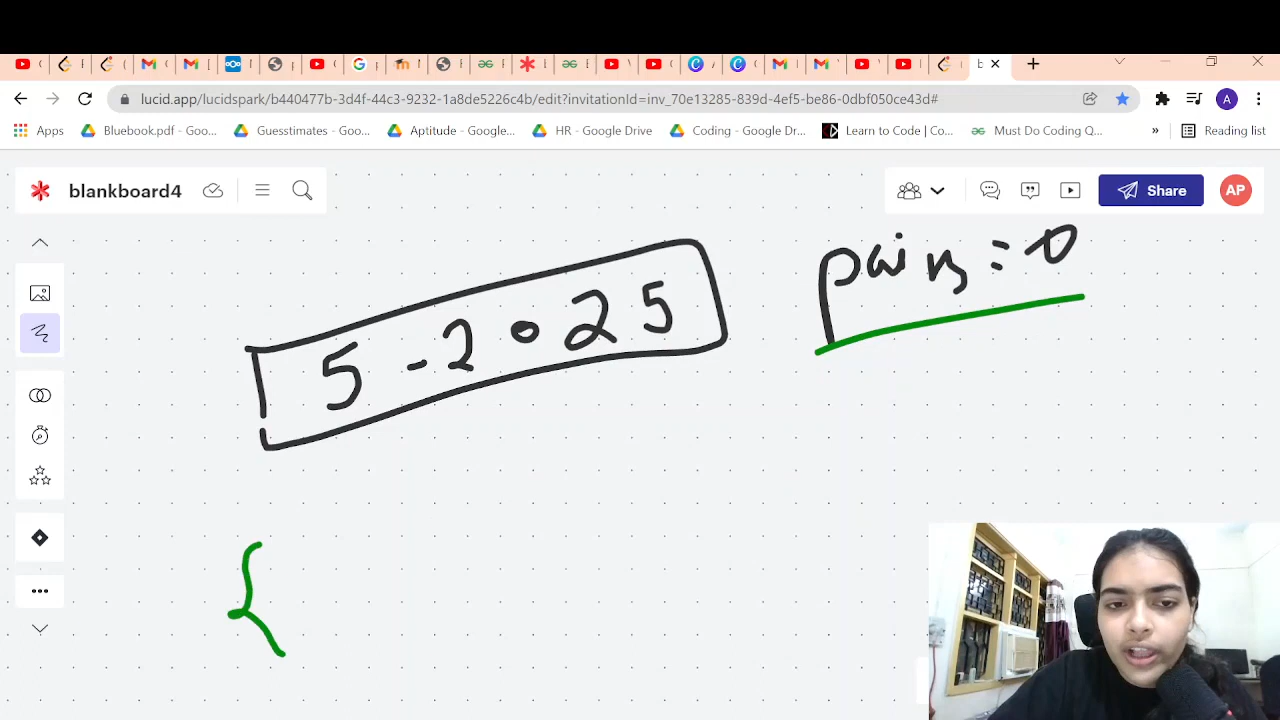 lucid.app/lucidspark/b440477b-3d4f-44c3-9232-1a8de5226c4b/edit?invitationId=inv_70e13285-839d-4ef5-be86-0dbf050ce43d#
A
Apps
Bluebook.pdf - Goo...
Guesstimates - Goo...
Aptitude - Google...
HR - Google Drive
Coding - Google Dr...
Learn to Code | Co...
Must Do Coding Q...
»
Reading list
blankboard4
Share
AP
pairs = 0
5 -2 0 2 5
{